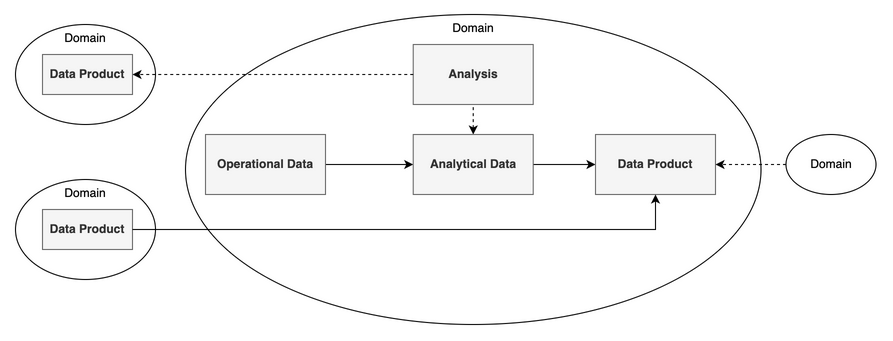 Domain
Data Product
Domain
Analysis
Operational Data
Analytical Data
Data Product
Domain
Domain
Data Product